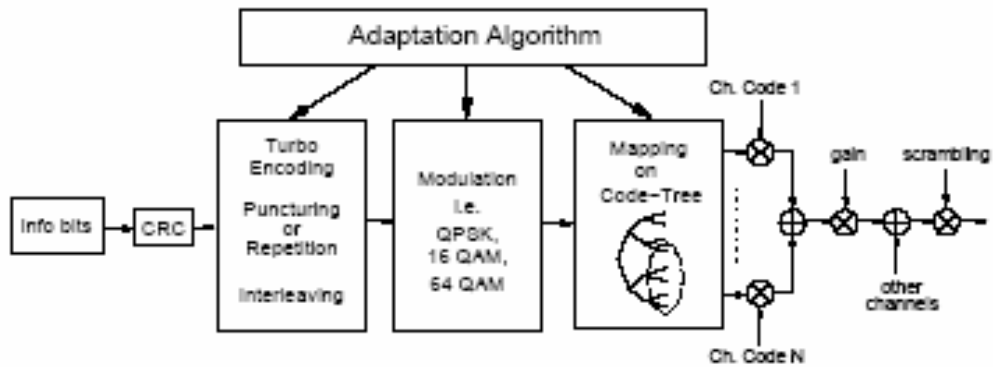 Adaptation Algorithm
Ch. Code 1
Turbo
Encoding
Puncturing
or
Repetition
Interleaving
Modulation
i.e.
QPSK,
16 QAM,
64 QAM
Mapping
on
Code-Tree
gain
scrambling
Info bits
CRC
other
channels
Ch. Code N